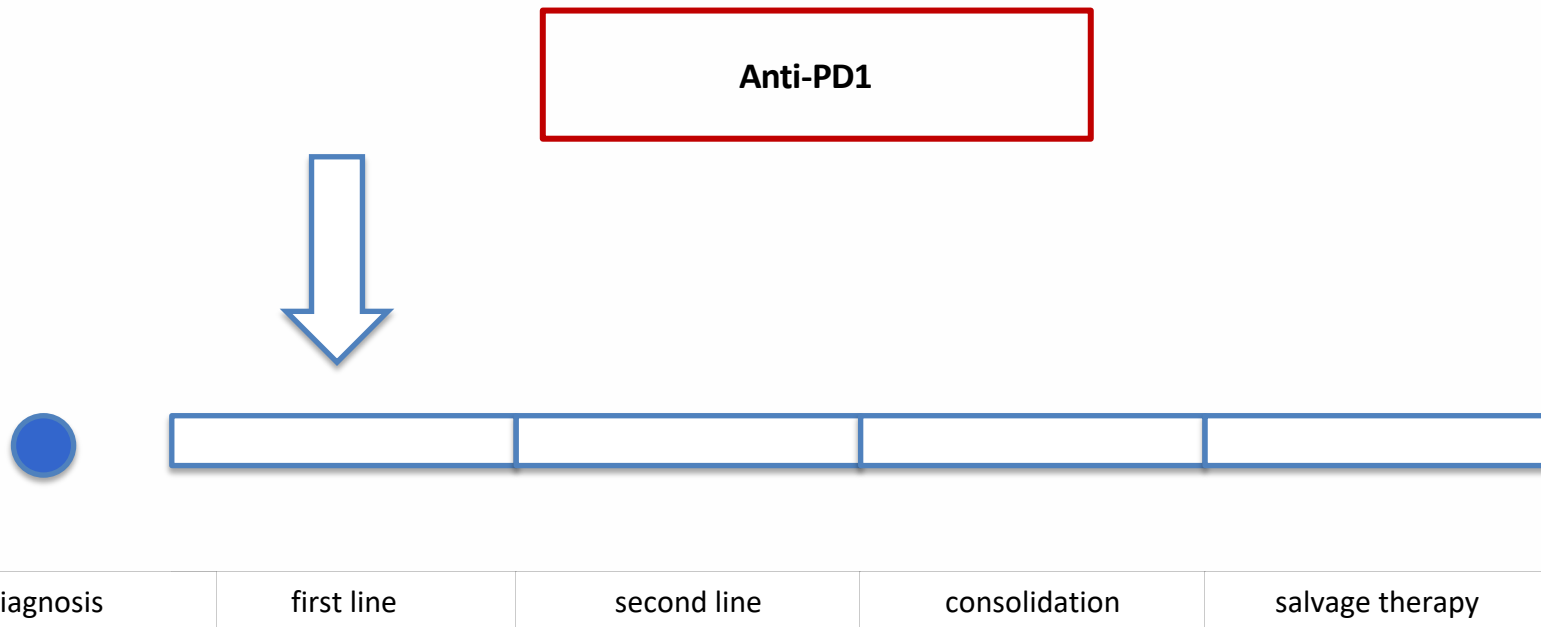 Anti-PD1
iagnosis first line second line consolidation salvage therapy